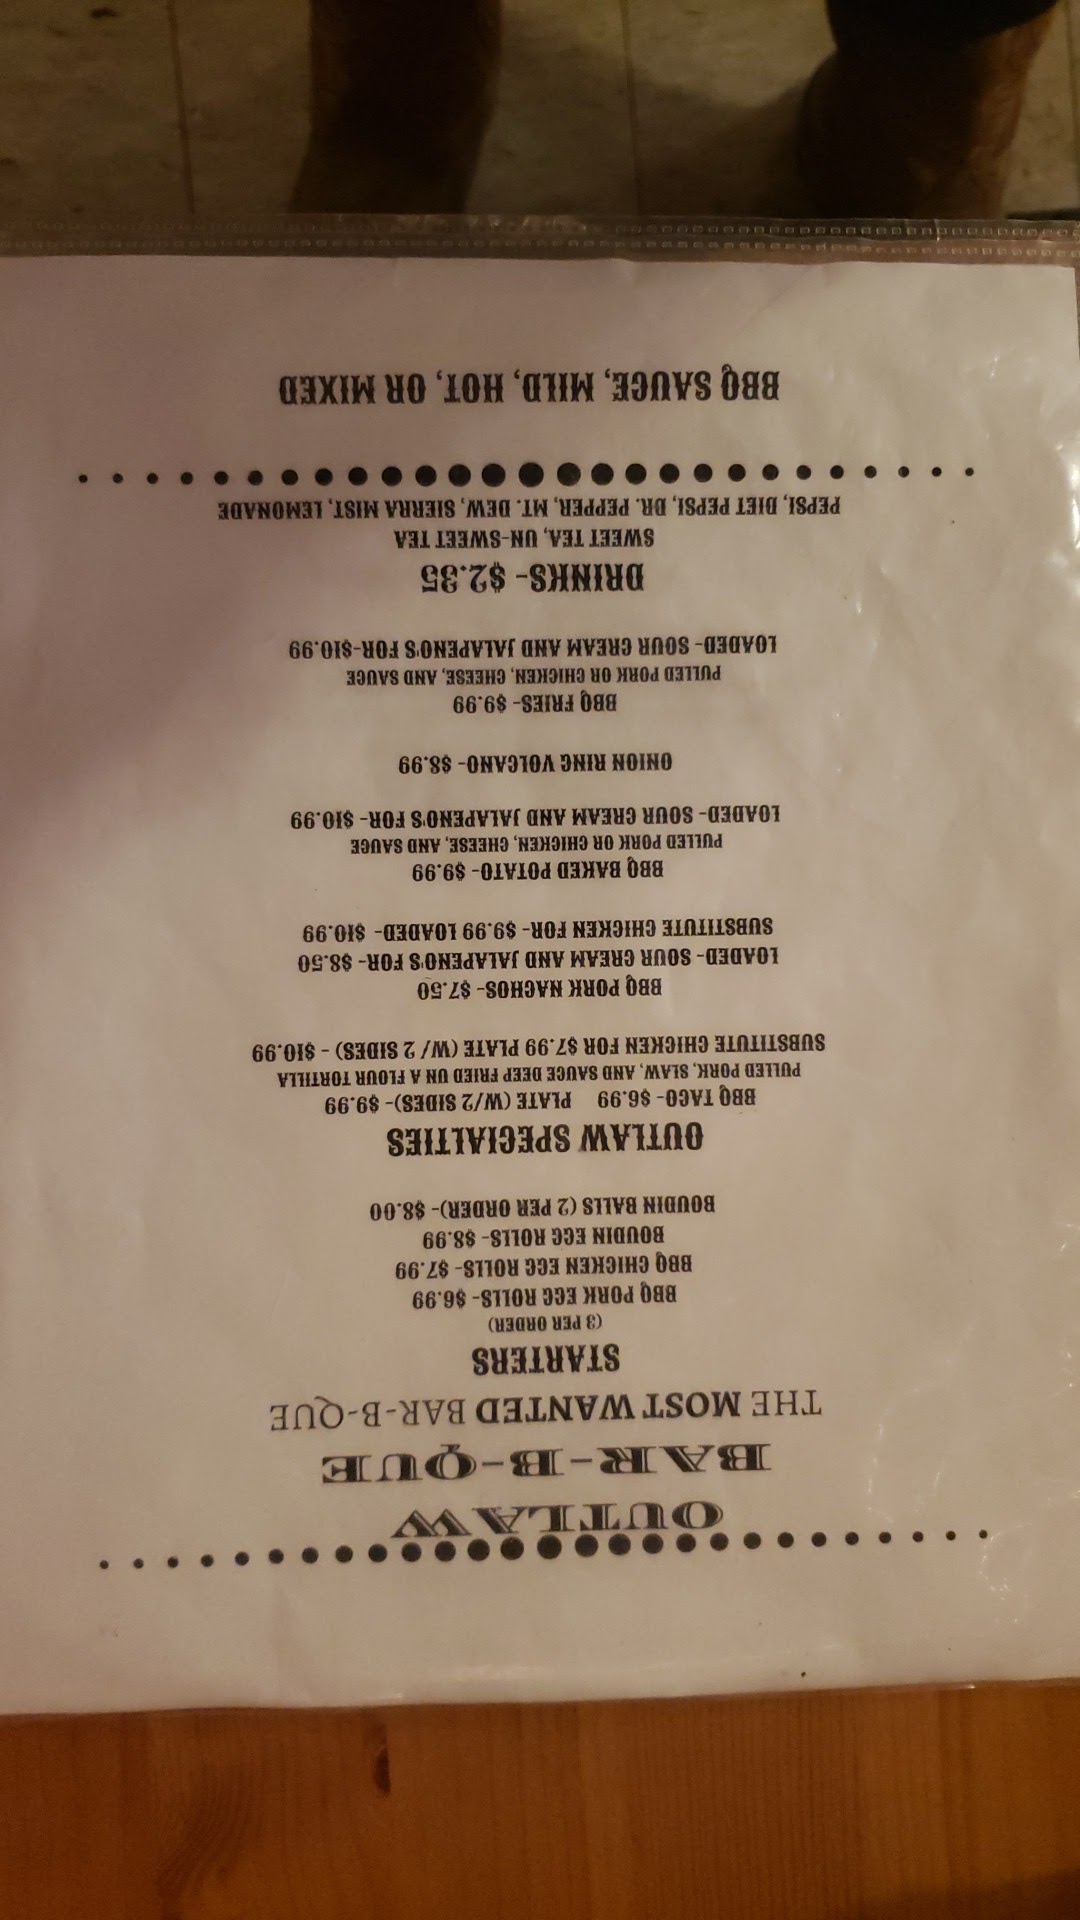 OUTLAW
BAR-B-QUE
THE MOST WANTED BAR-B-QUE
STARTERS
(3 PER ORDER)
BBQ PORK EGG ROLLS- $6.99
BBQ CHICKEN EGG ROLLS- $7.99
BOUDIN EGG ROLLS- $8.99
BOUDIN BALLS (2 PER ORDER)- $8.00
OUTLAW SPECIALTIES
BBQ TACO- $6.99 PLATE (W/2 SIDES)- $9.99
PULLED PORK, SLAW, AND SAUCE DEEP FRIED UN A FLOUR TORTILLA
SUBSTITUTE CHICKEN FOR $7.99 PLATE (W/ 2 SIDES) - $10.99
BBQ PORK NACHOS- $7.50
LOADED- SOUR CREAM AND JALAPENO'S FOR- $8.50
SUBSTITUTE CHICKEN FOR- $9.99 LOADED- $10.99
BBQ BAKED POTATO- $9.99
PULLED PORK OR CHICKEN, CHEESE, AND SAUCE
LOADED- SOUR CREAM AND JALAPENO'S FOR- $10.99
ONION RING VOLCANO- $8.99
BBQ FRIES- $9.99
PULLED PORK OR CHICKEN, CHEESE, AND SAUCE
LOADED- SOUR CREAM AND JALAPENO'S FOR-$10.99
DRINKS- $2.35
SWEET TEA, UN-SWEET TEA
PEPSI, DIET PEPSI, DR. PEPPER, MT. DEW, SIERRA MIST, LEMONADE
BBQ SAUCE, MILD, HOT, OR MIXED